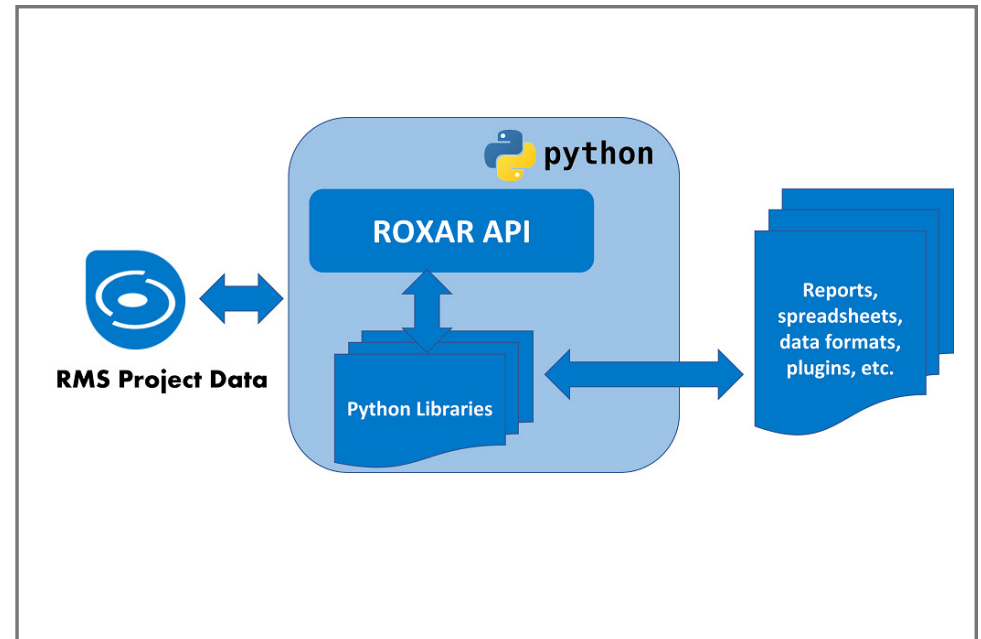 python
ROXAR API
RMS Project Data
Python Libraries
Reports,
spreadsheets,
data formats,
plugins, etc.